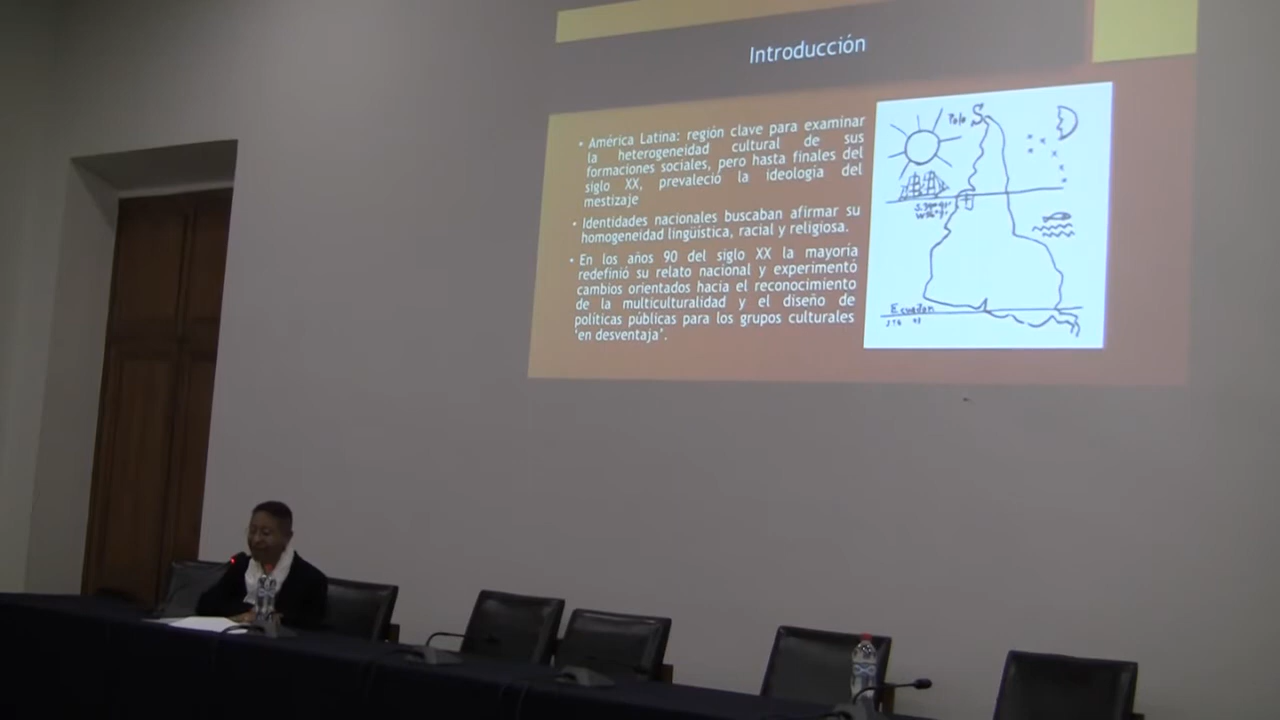 Introducción
• América Latina: región clave para examinar
la heterogeneidad cultural de sus
formaciones sociales, pero hasta finales del
siglo XX, prevaleció la ideología del
mestizaje
• Identidades nacionales buscaban afirmar su
homogeneidad lingüística, racial y religiosa.
• En los años 90 del siglo XX la mayoría
redefinió su relato nacional y experimentó
cambios orientados hacia el reconocimiento
de la multiculturalidad y el diseño de
políticas públicas para los grupos culturales
'en desventaja'.
Polo S